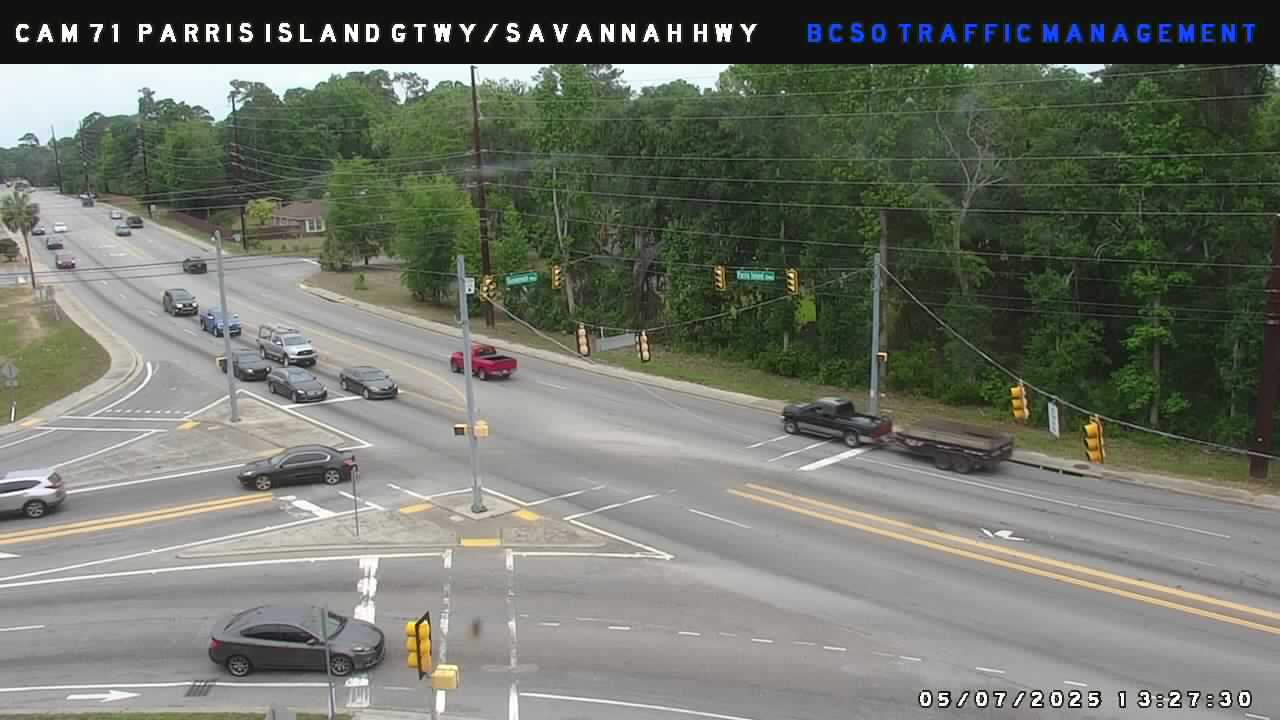 CAM 71 PARRIS ISLAND GTWY/SAVANNAH HWY BCSO TRAFFIC MANAGEMENT
05/07/2025 13:27:30